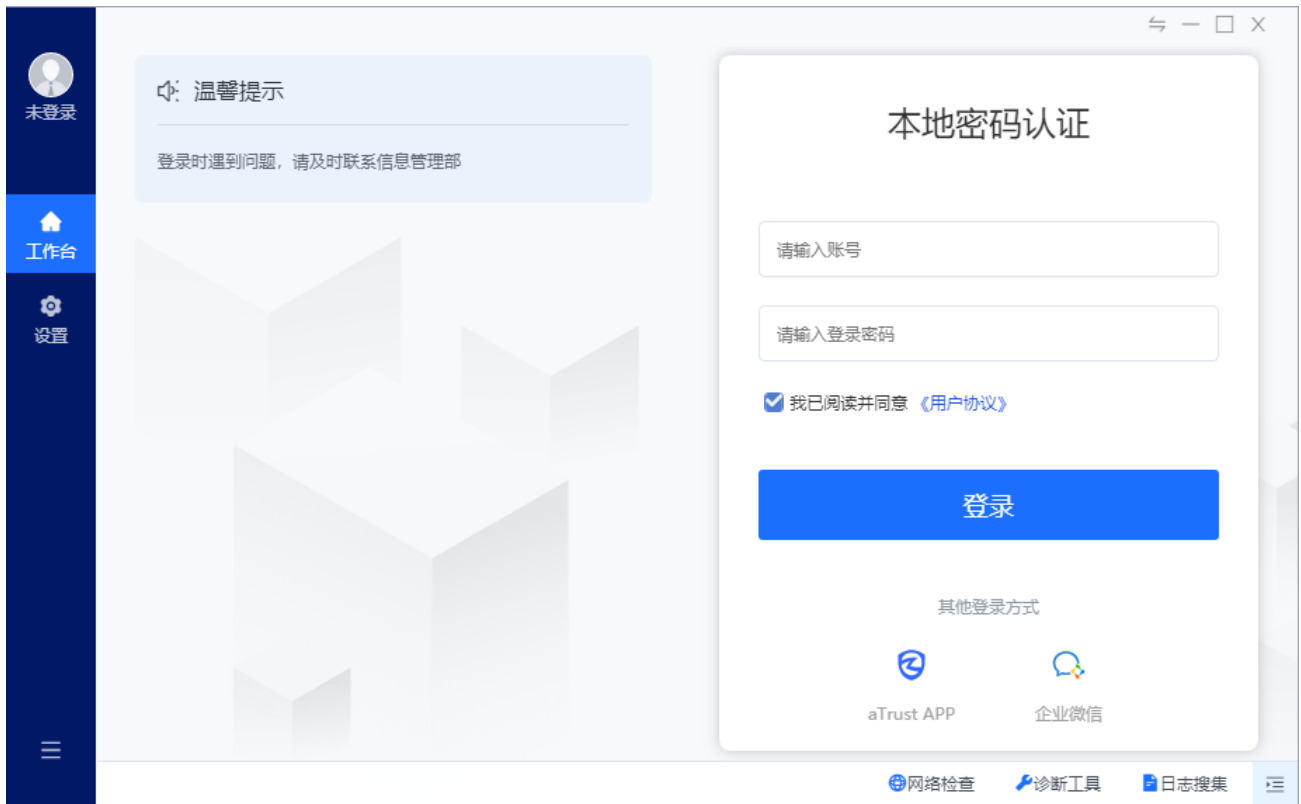 未登录
工作台
设置
温馨提示
登录时遇到问题，请及时联系信息管理部
本地密码认证
请输入账号
请输入登录密码
我已阅读并同意 《用户协议》
登录
其他登录方式
aTrust APP
企业微信
网络检查
诊断工具
日志搜集